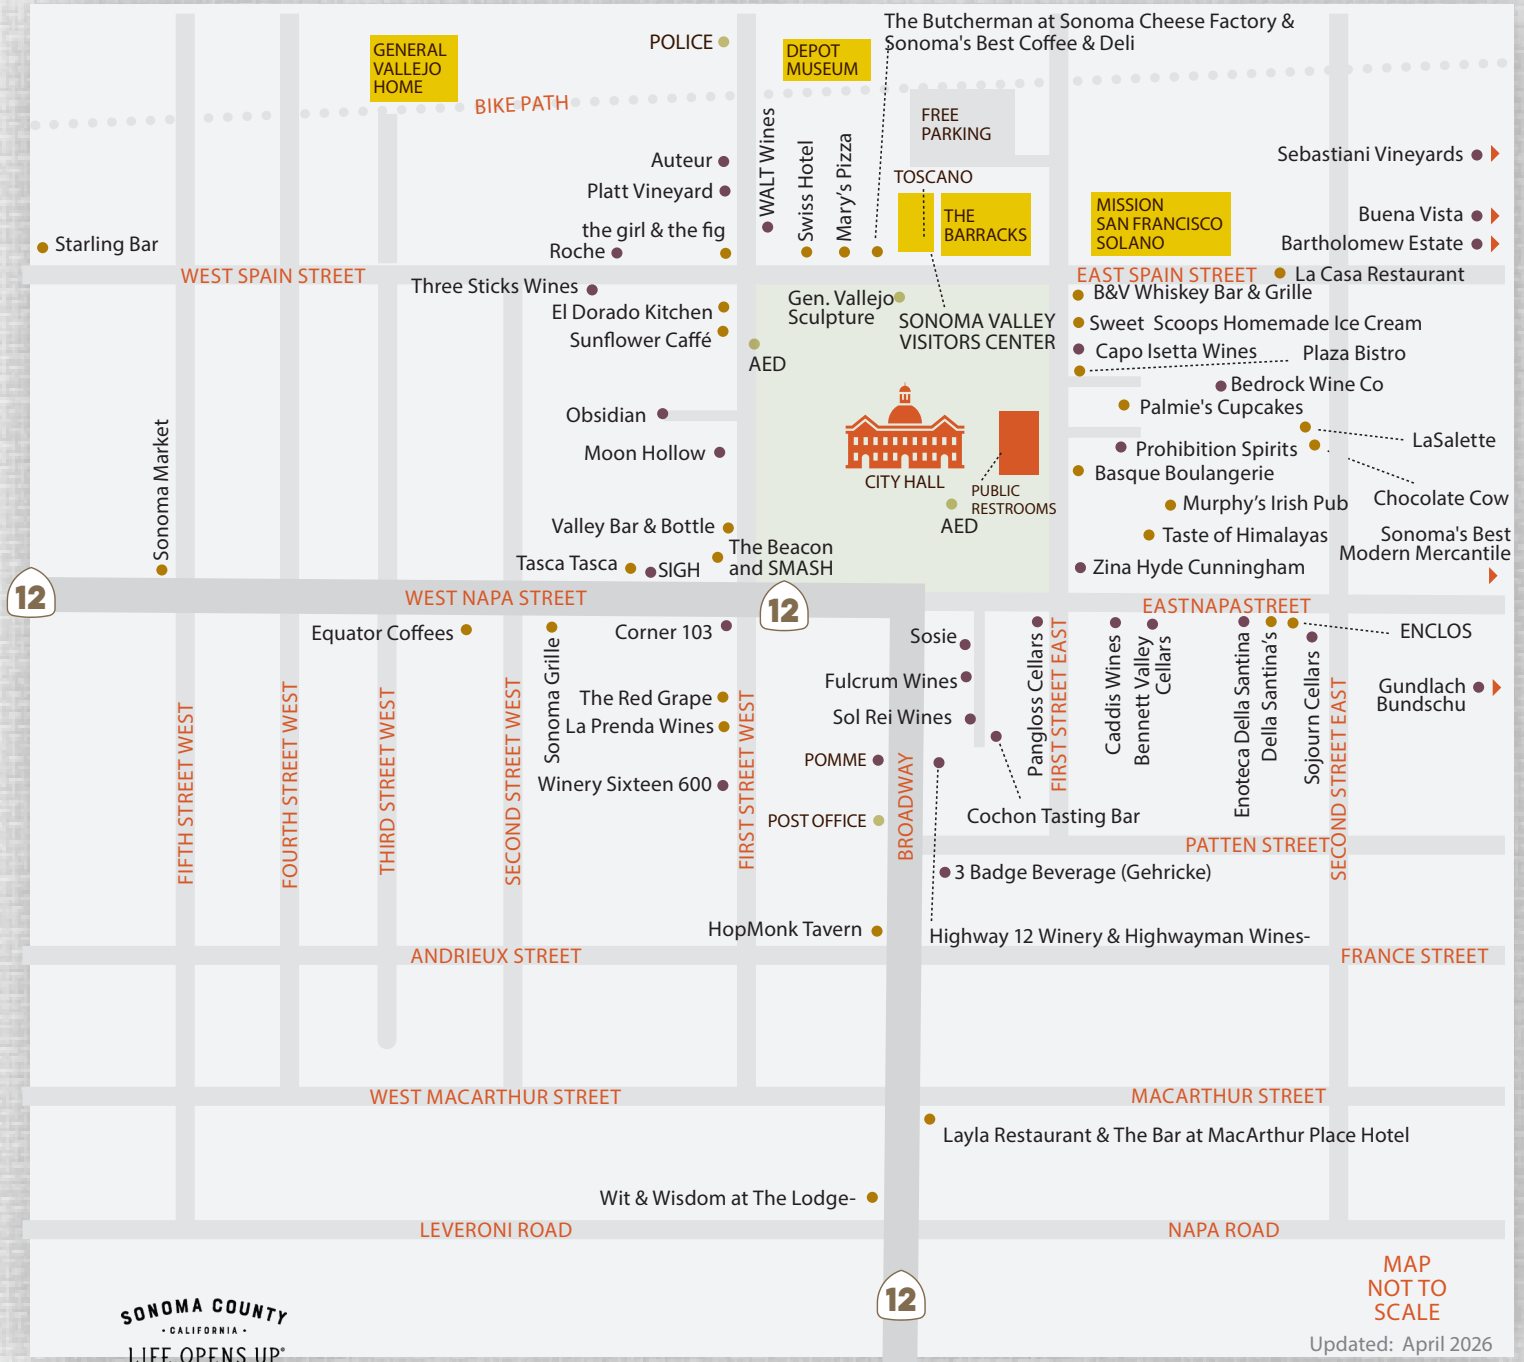 The Butcherman at Sonoma Cheese Factory &
Sonoma's Best Coffee & Deli
POLICE
GENERAL
VALLEJO
HOME
DEPOT
MUSEUM
BIKE PATH
FREE
PARKING
WALT Wines
Swiss Hotel
Mary's Pizza
Auteur
Platt Vineyard
the girl & the fig
Roche
TOSCANO
THE
BARRACKS
MISSION
SAN FRANCISCO
SOLANO
Sebastiani Vineyards
Buena Vista
Bartholomew Estate
Starling Bar
WEST SPAIN STREET
EAST SPAIN STREET
La Casa Restaurant
Three Sticks Wines
El Dorado Kitchen
Sunflower Caffé
Gen. Vallejo
Sculpture
SONOMA VALLEY
VISITORS CENTER
AED
B&V Whiskey Bar & Grille
Sweet Scoops Homemade Ice Cream
Capo Isetta Wines
Plaza Bistro
Bedrock Wine Co
Palmie's Cupcakes
LaSalette
Obsidian
Moon Hollow
Prohibition Spirits
Basque Boulangerie
Chocolate Cow
CITY HALL
PUBLIC
RESTROOMS
AED
Murphy's Irish Pub
Taste of Himalayas
Sonoma's Best
Modern Mercantile
Zina Hyde Cunningham
Sonoma Market
Valley Bar & Bottle
The Beacon
and SMASH
Tasca Tasca
SIGH
12
WEST NAPA STREET
12
EASTNAPASTREET
Equator Coffees
Sonoma Grille
Corner 103
The Red Grape
La Prenda Wines
Winery Sixteen 600
Sosie
Fulcrum Wines
Sol Rei Wines
POMME
POST OFFICE
Cochon Tasting Bar
Pangloss Cellars
FIRST STREET EAST
Caddis Wines
Bennett Valley
Cellars
Enoteca Della Santina
Della Santina's
Sojourn Cellars
ENCLOS
Gundlach
Bundschu
FIFTH STREET WEST
FOURTH STREET WEST
THIRD STREET WEST
SECOND STREET WEST
FIRST STREET WEST
BROADWAY
SECOND STREET EAST
PATTEN STREET
3 Badge Beverage (Gehricke)
HopMonk Tavern
Highway 12 Winery & Highwayman Wines-
ANDRIEUX STREET
FRANCE STREET
WEST MACARTHUR STREET
MACARTHUR STREET
Layla Restaurant & The Bar at MacArthur Place Hotel
Wit & Wisdom at The Lodge-
LEVERONI ROAD
NAPA ROAD
12
MAP
NOT TO
SCALE
Updated: April 2026
SONOMA COUNTY
• CALIFORNIA •
LIFE OPENS UP®